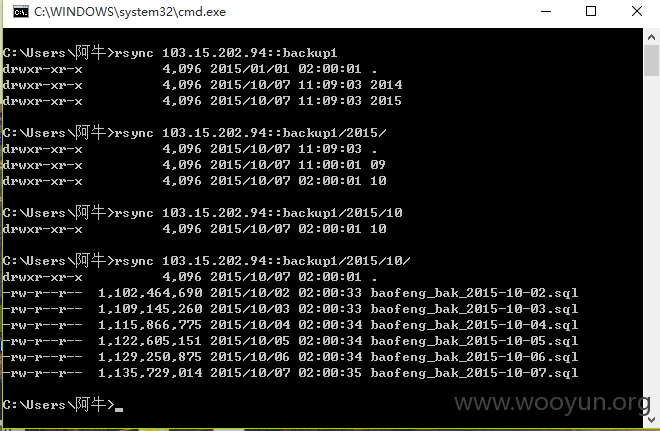 C:\WINDOWS\system32\cmd.exe
C:\Users\阿牛>rsync 103.15.202.94::backup1
drwxr-xr-x 4,096 2015/01/01 02:00:01 .
drwxr-xr-x 4,096 2015/10/07 11:09:03 2014
drwxr-xr-x 4,096 2015/10/07 11:09:03 2015
C:\Users\阿牛>rsync 103.15.202.94::backup1/2015/
drwxr-xr-x 4,096 2015/10/07 11:09:03 .
drwxr-xr-x 4,096 2015/10/07 11:00:01 09
drwxr-xr-x 4,096 2015/10/07 02:00:01 10
C:\Users\阿牛>rsync 103.15.202.94::backup1/2015/10
drwxr-xr-x 4,096 2015/10/07 02:00:01 10
C:\Users\阿牛>rsync 103.15.202.94::backup1/2015/10/
drwxr-xr-x 4,096 2015/10/07 02:00:01 .
-rw-r--r-- 1,102,464,690 2015/10/02 02:00:33 baofeng_bak_2015-10-02.sql
-rw-r--r-- 1,109,145,260 2015/10/03 02:00:33 baofeng_bak_2015-10-03.sql
-rw-r--r-- 1,115,866,775 2015/10/04 02:00:34 baofeng_bak_2015-10-04.sql
-rw-r--r-- 1,122,605,151 2015/10/05 02:00:34 baofeng_bak_2015-10-05.sql
-rw-r--r-- 1,129,250,875 2015/10/06 02:00:34 baofeng_bak_2015-10-06.sql
-rw-r--r-- 1,135,729,014 2015/10/07 02:00:35 baofeng_bak_2015-10-07.sql
C:\Users\阿牛>_
www.wooyun.org